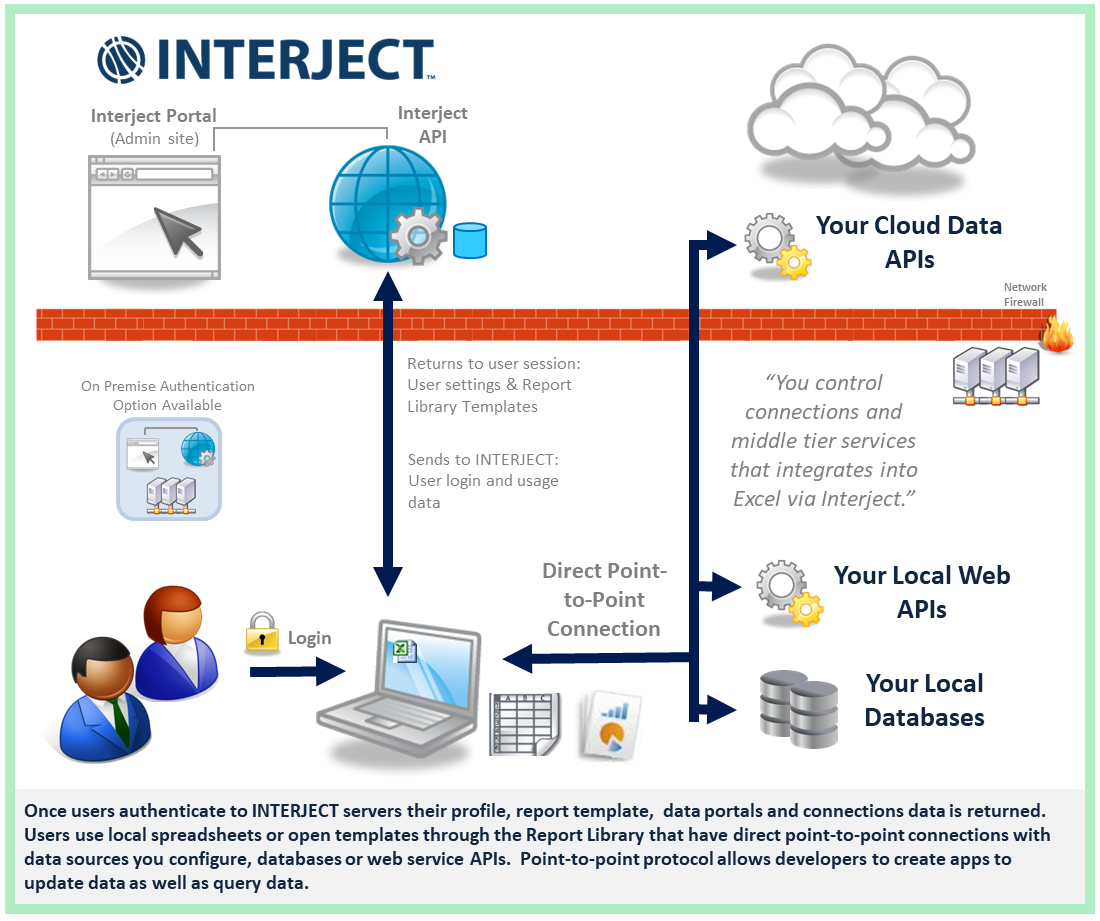 INTERJECT™
Interject Portal
(Admin site)
Interject
API
Your Cloud Data
APIs
Network
Firewall
Returns to user session:
User settings & Report
Library Templates
On Premise Authentication
Option Available
“You control
connections and
middle tier services
that integrates into
Excel via Interject.”
Sends to INTERJECT:
User login and usage
data
Direct Point-
to-Point
Connection
Your Local Web
APIs
Login
A B C
Your Local
Databases
Once users authenticate to INTERJECT servers their profile, report template,  data portals and connections data is returned.
Users use local spreadsheets or open templates through the Report Library that have direct point-to-point connections with
data sources you configure, databases or web service APIs.  Point-to-point protocol allows developers to create apps to
update data as well as query data.